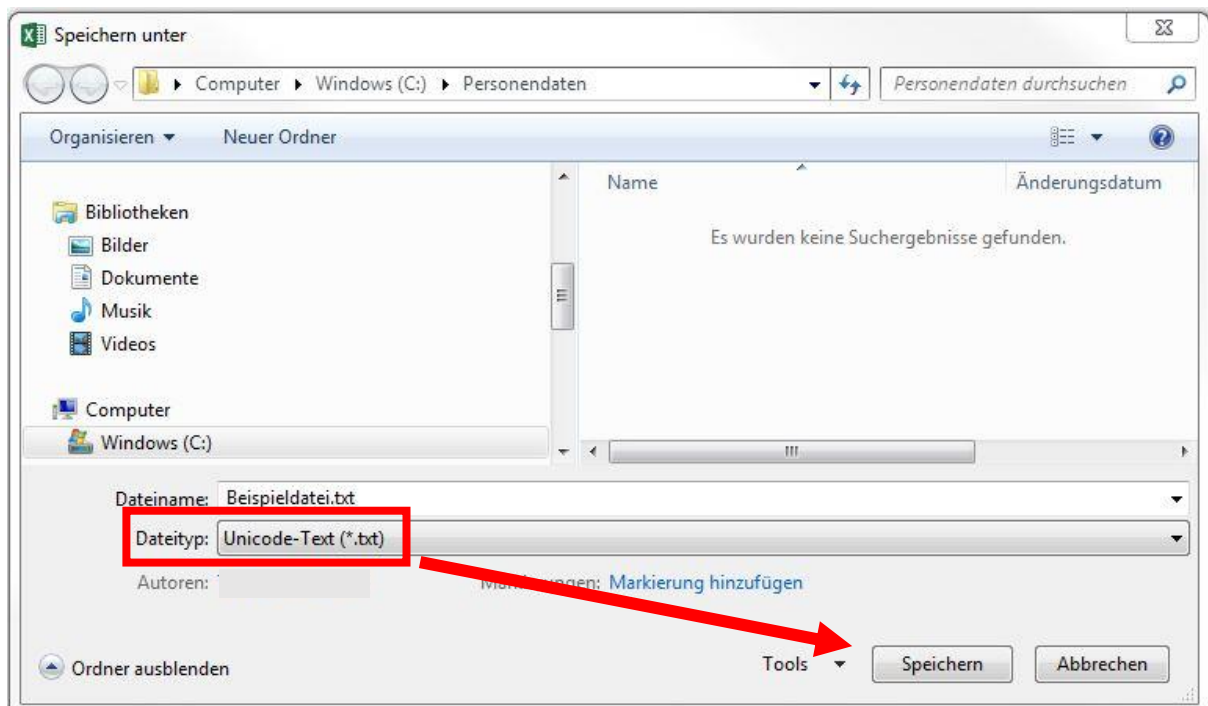 Speichern unter
Computer Windows (C:) Personendaten
Personendaten durchsuchen
Organisieren Neuer Ordner
Name Änderungsdatum
Es wurden keine Suchergebnisse gefunden.
Bibliotheken
Bilder
Dokumente
Musik
Videos
Computer
Windows (C:)
Dateiname: Beispieldatei.txt
Dateityp: Unicode-Text (*.txt)
Autoren: Markierung hinzufügen
Ordner ausblenden
Tools Speichern Abbrechen